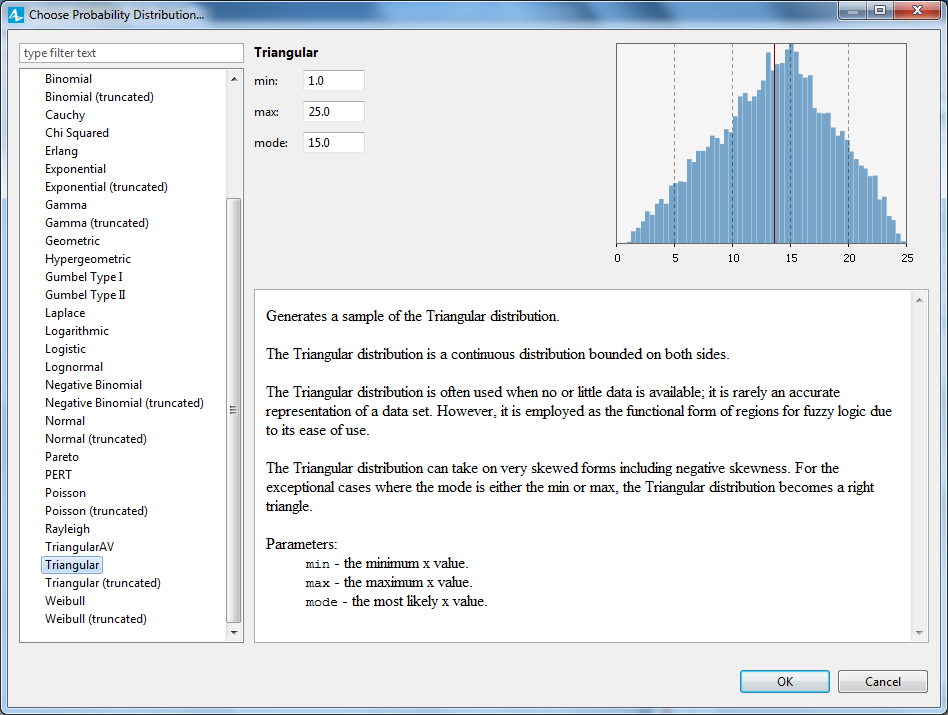 Choose Probability Distribution...
type filter text
Binomial
Binomial (truncated)
Cauchy
Chi Squared
Erlang
Exponential
Exponential (truncated)
Gamma
Gamma (truncated)
Geometric
Hypergeometric
Gumbel Type I
Gumbel Type II
Laplace
Logarithmic
Logistic
Lognormal
Negative Binomial
Negative Binomial (truncated)
Normal
Normal (truncated)
Pareto
PERT
Poisson
Poisson (truncated)
Rayleigh
TriangularAV
Triangular
Triangular (truncated)
Weibull
Weibull (truncated)
Triangular
min: 1.0
max: 25.0
mode: 15.0
0 5 10 15 20 25
Generates a sample of the Triangular distribution.
The Triangular distribution is a continuous distribution bounded on both sides.
The Triangular distribution is often used when no or little data is available; it is rarely an accurate
representation of a data set. However, it is employed as the functional form of regions for fuzzy logic due
to its ease of use.
The Triangular distribution can take on very skewed forms including negative skewness. For the
exceptional cases where the mode is either the min or max, the Triangular distribution becomes a right
triangle.
Parameters:
min - the minimum x value.
max - the maximum x value.
mode - the most likely x value.
OK Cancel